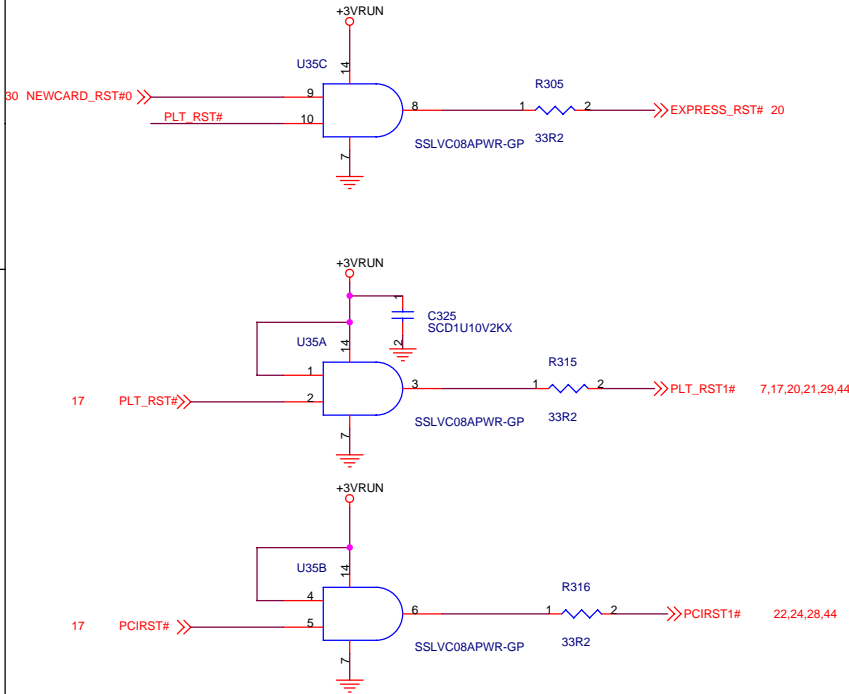 +3VRUN
U35C
14
30 NEWCARD_RST#0
9
PLT_RST#
10
8
7
SSLVC08APWR-GP
R305
1
2
33R2
EXPRESS_RST# 20
+3VRUN
1
C325
SCD1U10V2KX
2
U35A
14
1
17 PLT_RST#
2
3
7
SSLVC08APWR-GP
R315
1
2
33R2
PLT_RST1# 7,17,20,21,29,44
+3VRUN
U35B
14
4
17 PCIRST#
5
6
7
SSLVC08APWR-GP
R316
1
2
33R2
PCIRST1# 22,24,28,44